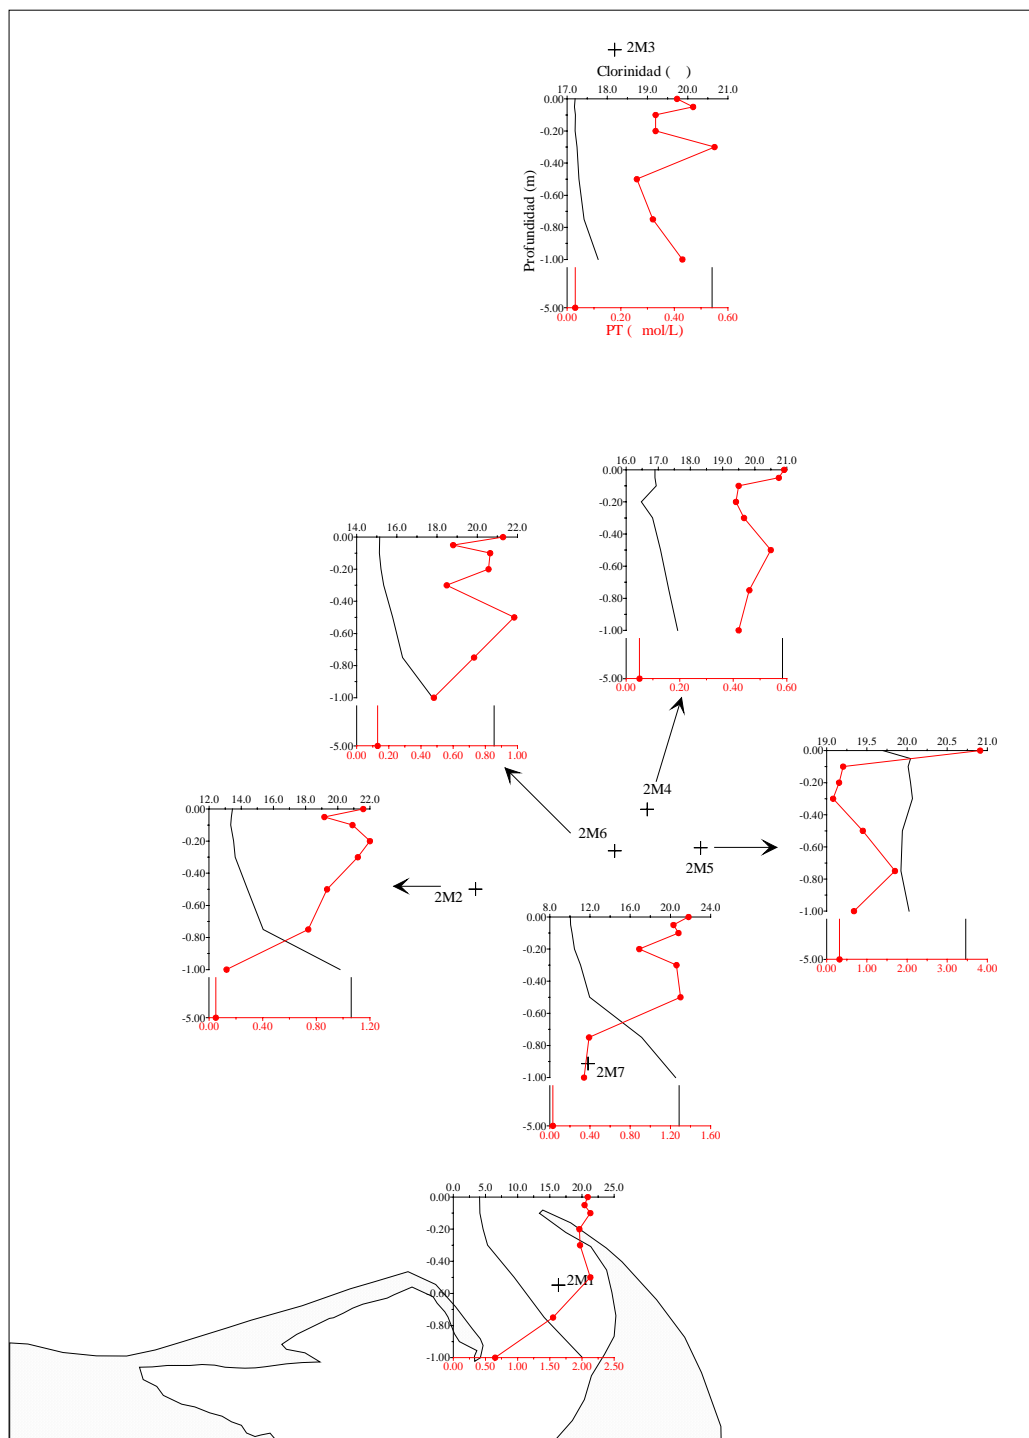 2M3
Clorinidad ( )
17.0 18.0 19.0 20.0 21.0
0.00
-0.20
-0.40
-0.60
-0.80
-1.00
-5.00
Profundidad (m)
0.00 0.20 0.40 0.60
PT ( mol/L)
16.0 17.0 18.0 19.0 20.0 21.0
0.00
-0.20
-0.40
-0.60
-0.80
-1.00
-5.00
0.00 0.20 0.40 0.60
14.0 16.0 18.0 20.0 22.0
0.00
-0.20
-0.40
-0.60
-0.80
-1.00
-5.00
0.00 0.20 0.40 0.60 0.80 1.00
19.0 19.5 20.0 20.5 21.0
0.00
-0.20
-0.40
-0.60
-0.80
-1.00
-5.00
0.00 1.00 2.00 3.00 4.00
2M4
2M6
2M5
2M2
12.0 14.0 16.0 18.0 20.0 22.0
0.00
-0.20
-0.40
-0.60
-0.80
-1.00
-5.00
0.00 0.40 0.80 1.20
8.0 12.0 16.0 20.0 24.0
0.00
-0.20
-0.40
-0.60
-0.80
-1.00
-5.00
0.00 0.40 0.80 1.20 1.60
2M7
0.0 5.0 10.0 15.0 20.0 25.0
0.00
-0.20
-0.40
-0.60
-0.80
-1.00
0.00 0.50 1.00 1.50 2.00 2.50
2M1